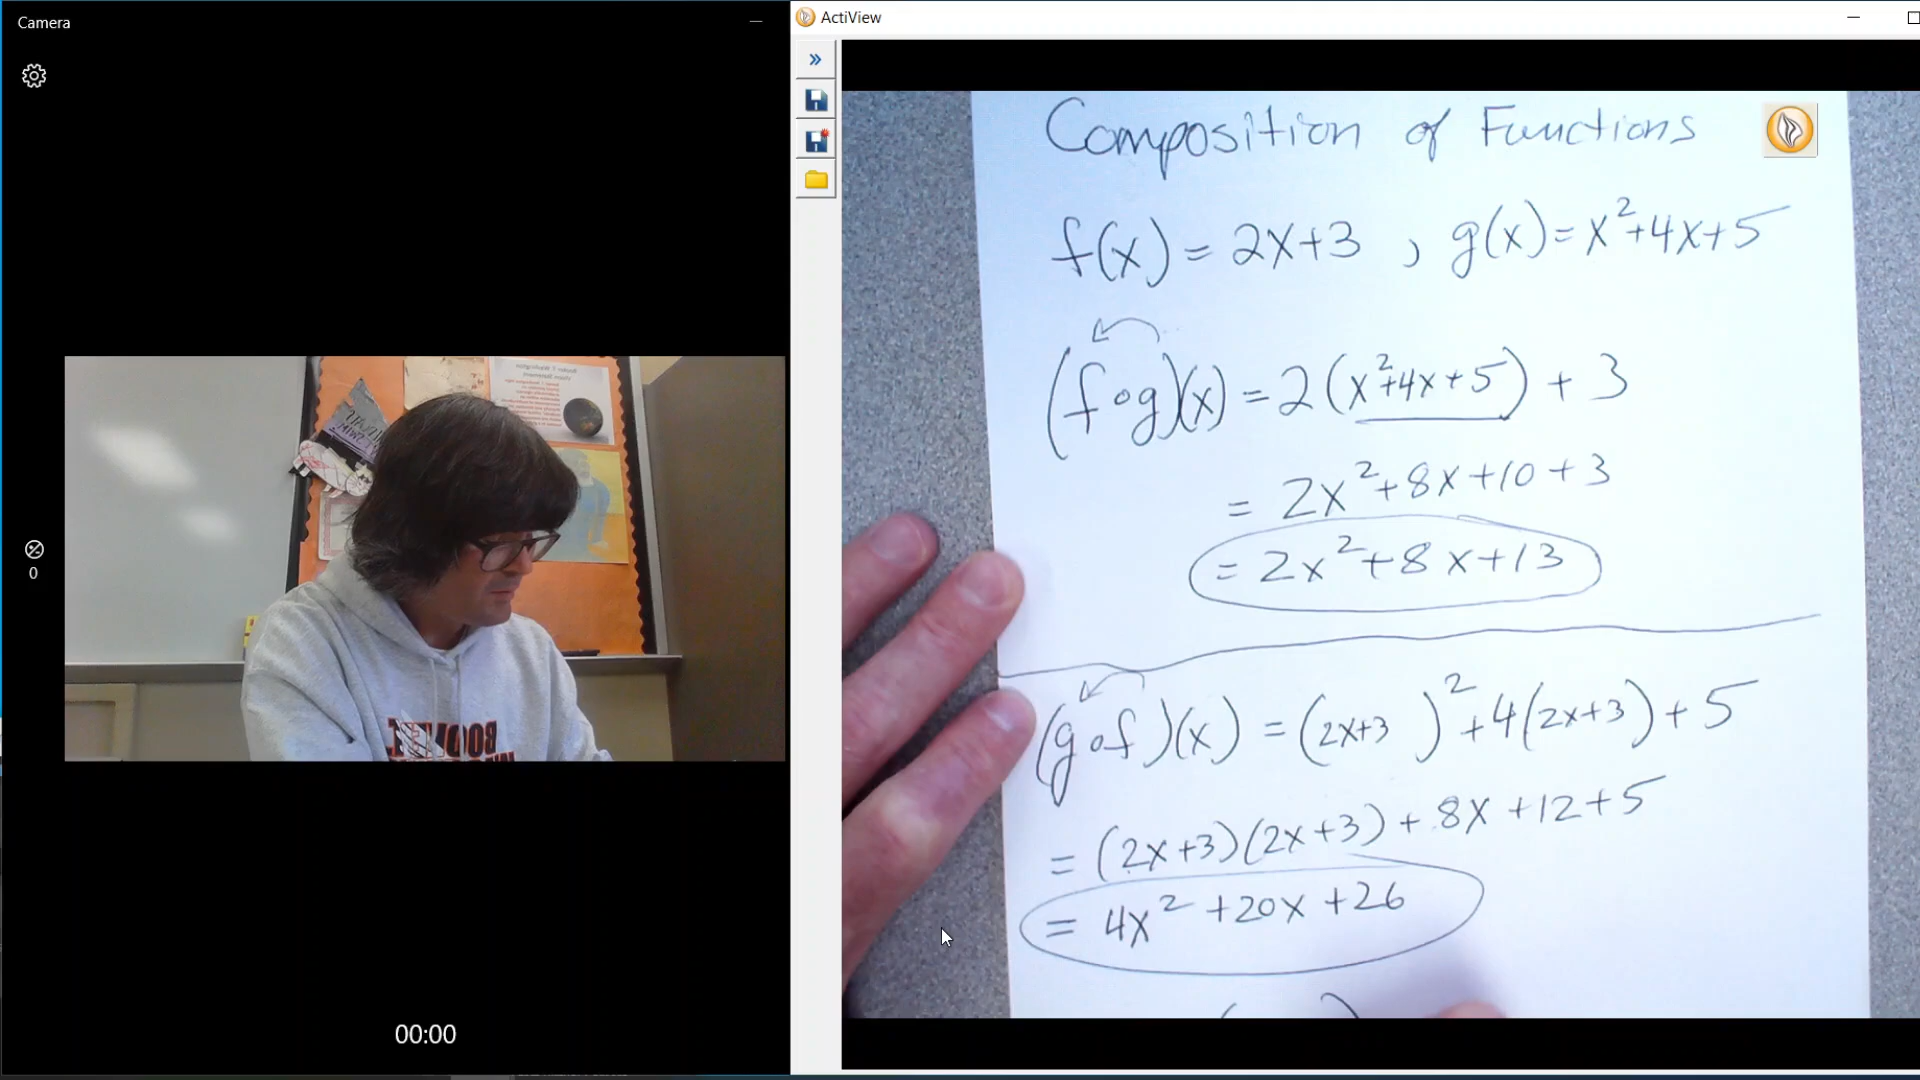 Camera
ActiView
0
00:00
Composition of Functions
f(x) = 2x+3 , g(x) = x²+4x+5
(f∘g)(x) = 2(x²+4x+5) + 3
= 2x²+8x+10+3
= 2x²+8x+13
(g∘f)(x) = (2x+3)²+4(2x+3)+5
= (2x+3)(2x+3)+8x+12+5
= 4x²+20x+26